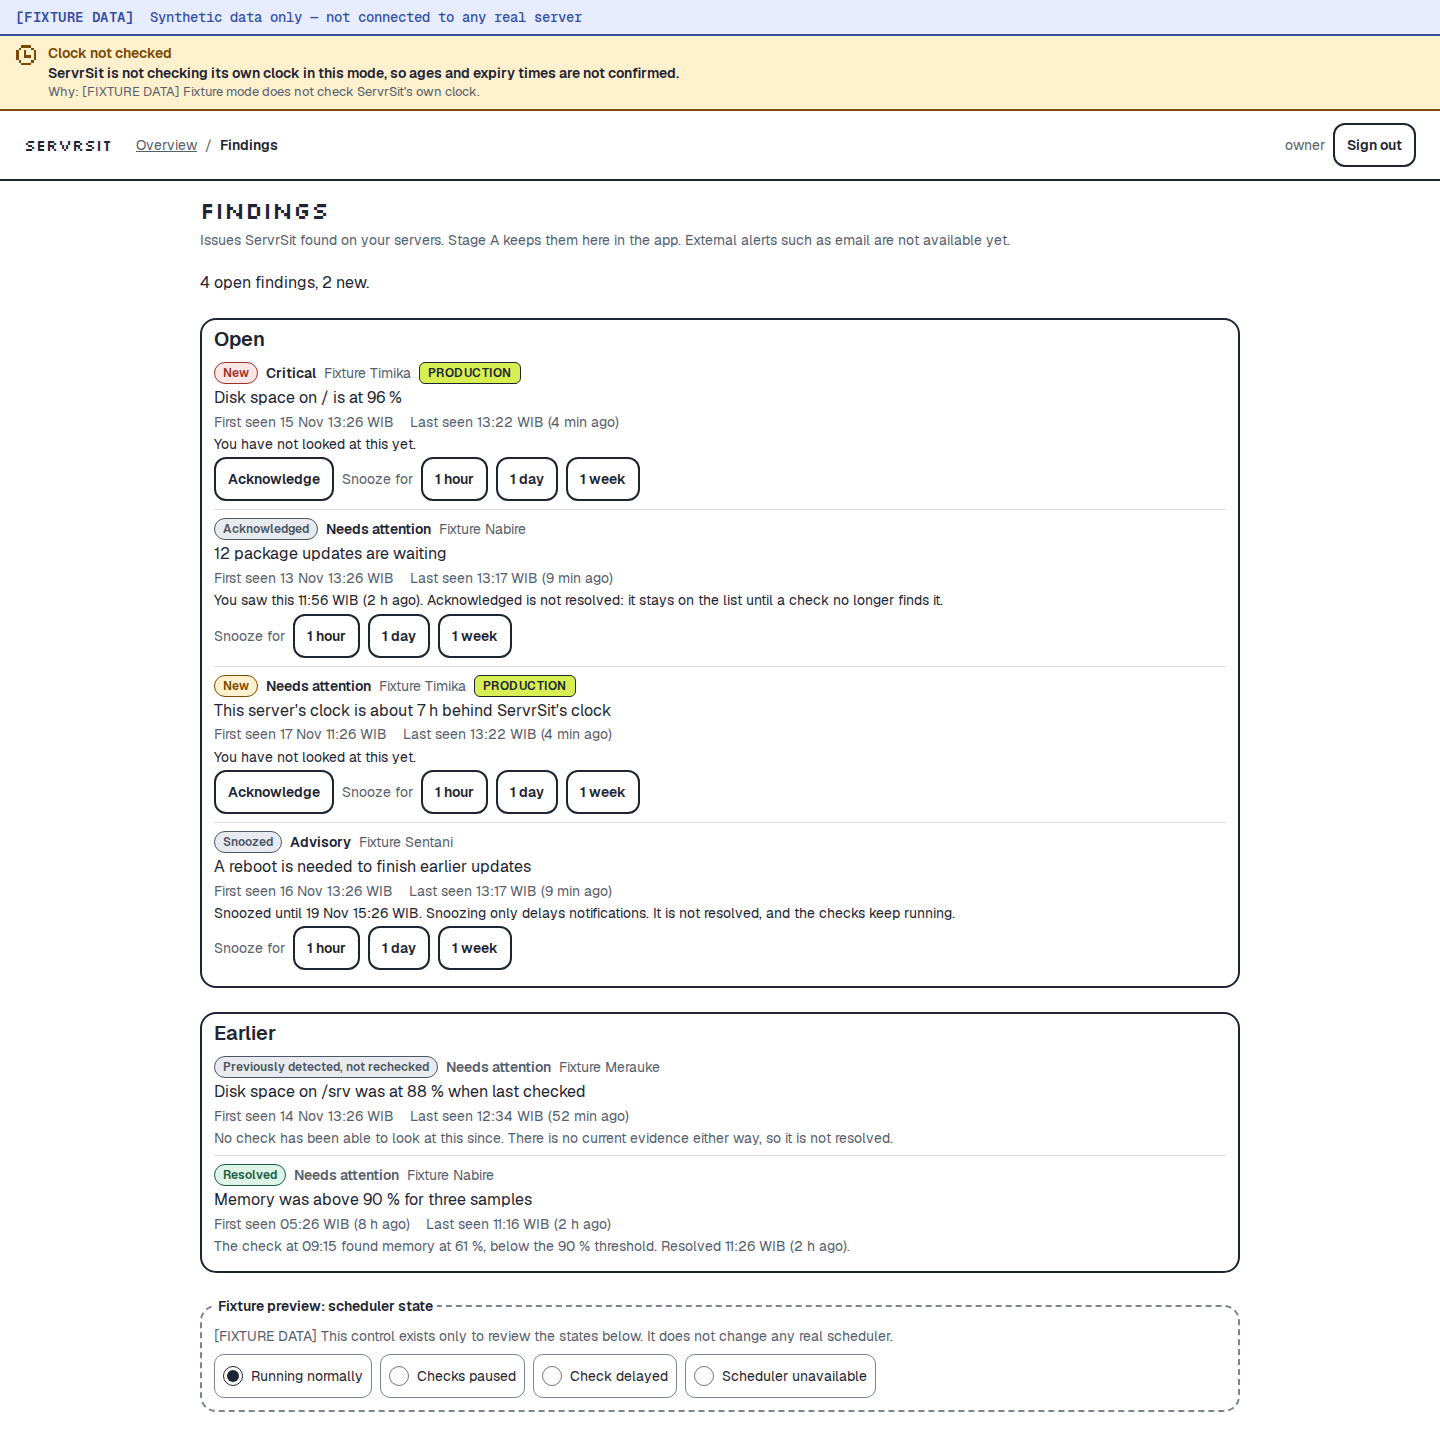 [FIXTURE DATA] Synthetic data only — not connected to any real server
Clock not checked
ServrSit is not checking its own clock in this mode, so ages and expiry times are not confirmed.
Why: [FIXTURE DATA] Fixture mode does not check ServrSit's own clock.
SERVRSIT Overview / Findings owner Sign out
FINDINGS
Issues ServrSit found on your servers. Stage A keeps them here in the app. External alerts such as email are not available yet.
4 open findings, 2 new.
Open
New Critical Fixture Timika PRODUCTION
Disk space on / is at 96 %
First seen 15 Nov 13:26 WIB Last seen 13:22 WIB (4 min ago)
You have not looked at this yet.
Acknowledge Snooze for 1 hour 1 day 1 week
Acknowledged Needs attention Fixture Nabire
12 package updates are waiting
First seen 13 Nov 13:26 WIB Last seen 13:17 WIB (9 min ago)
You saw this 11:56 WIB (2 h ago). Acknowledged is not resolved: it stays on the list until a check no longer finds it.
Snooze for 1 hour 1 day 1 week
New Needs attention Fixture Timika PRODUCTION
This server's clock is about 7 h behind ServrSit's clock
First seen 17 Nov 11:26 WIB Last seen 13:22 WIB (4 min ago)
You have not looked at this yet.
Acknowledge Snooze for 1 hour 1 day 1 week
Snoozed Advisory Fixture Sentani
A reboot is needed to finish earlier updates
First seen 16 Nov 13:26 WIB Last seen 13:17 WIB (9 min ago)
Snoozed until 19 Nov 15:26 WIB. Snoozing only delays notifications. It is not resolved, and the checks keep running.
Snooze for 1 hour 1 day 1 week
Earlier
Previously detected, not rechecked Needs attention Fixture Merauke
Disk space on /srv was at 88 % when last checked
First seen 14 Nov 13:26 WIB Last seen 12:34 WIB (52 min ago)
No check has been able to look at this since. There is no current evidence either way, so it is not resolved.
Resolved Needs attention Fixture Nabire
Memory was above 90 % for three samples
First seen 05:26 WIB (8 h ago) Last seen 11:16 WIB (2 h ago)
The check at 09:15 found memory at 61 %, below the 90 % threshold. Resolved 11:26 WIB (2 h ago).
Fixture preview: scheduler state
[FIXTURE DATA] This control exists only to review the states below. It does not change any real scheduler.
Running normally Checks paused Check delayed Scheduler unavailable